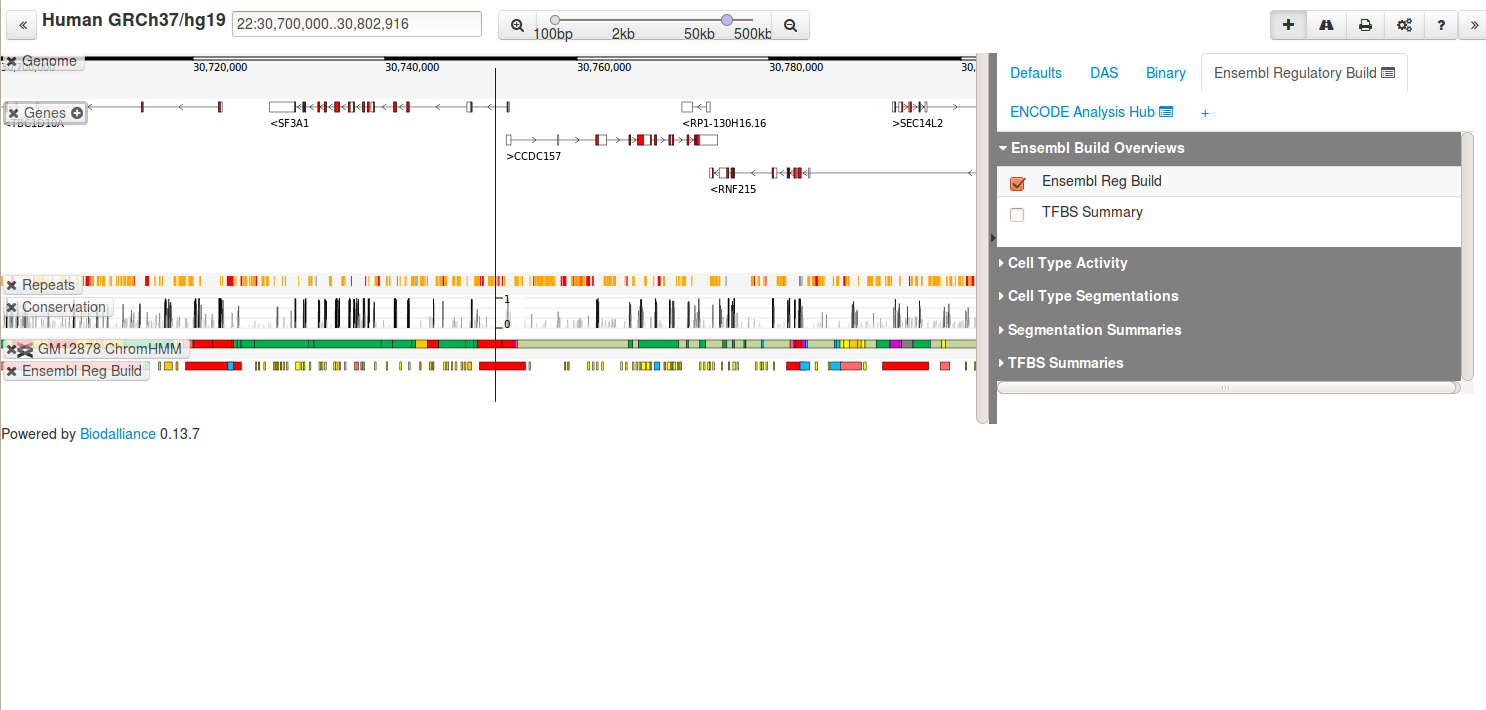 «
Human GRCh37/hg19
22:30,700,000..30,802,916
100bp 2kb 50kb 500kb
+ ? »
Genome
30,700,000 30,720,000 30,740,000 30,760,000 30,780,000 30,
Genes
<TBC1D10A <SF3A1 <RP1-130H16.16 >SEC14L2
>CCDC157
<RNF215
Repeats
Conservation
1
0
GM12878 ChromHMM
Ensembl Reg Build
Powered by Biodalliance 0.13.7
Defaults DAS Binary Ensembl Regulatory Build
ENCODE Analysis Hub +
Ensembl Build Overviews
Ensembl Reg Build
TFBS Summary
Cell Type Activity
Cell Type Segmentations
Segmentation Summaries
TFBS Summaries